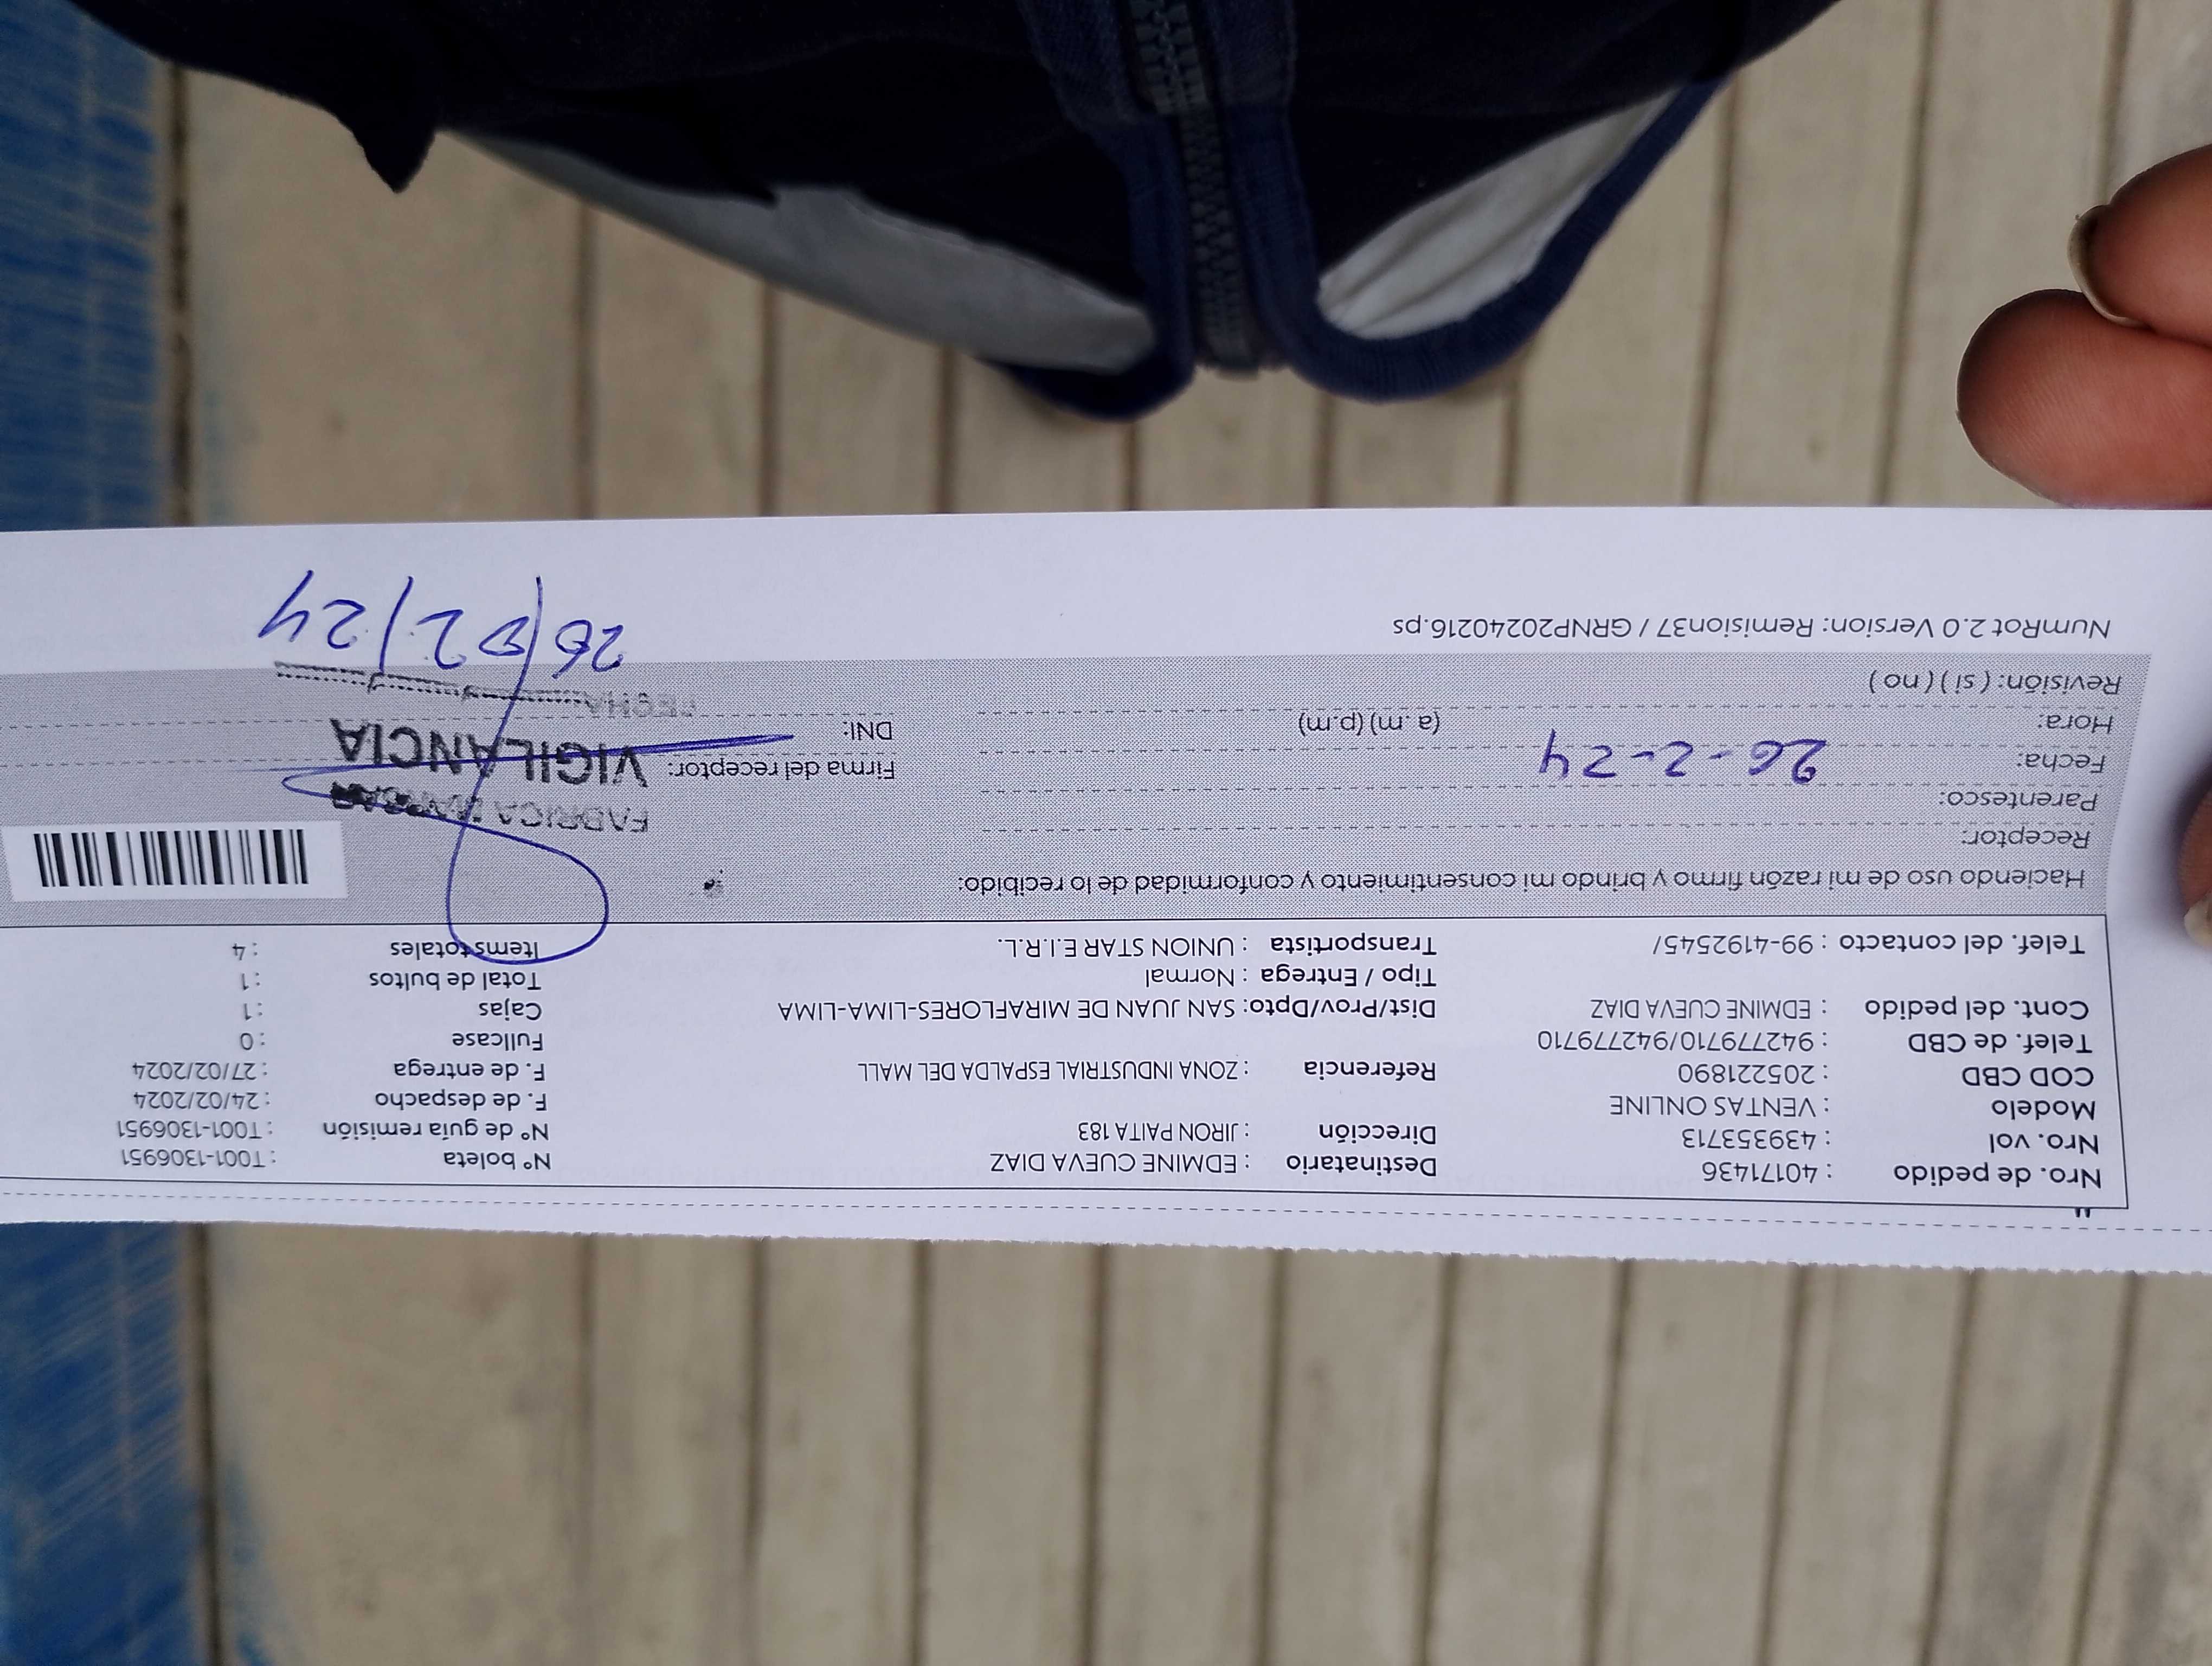 Nro. de pedido : 40171436 Destinatario : EDMINE CUEVA DIAZ N° boleta : T001-1306951
Nro. vol : 439353713 Dirección : JIRON PAITA 183 N° de guía remisión : T001-1306951
Modelo : VENTAS ONLINE F. de despacho : 24/02/2024
COD CBD : 205221890 Referencia : ZONA INDUSTRIAL ESPALDA DEL MALL F. de entrega : 27/02/2024
Telef. de CBD : 942779710/942779710 Fullcase : 0
Cont. del pedido : EDMINE CUEVA DIAZ Dist/Prov/Dpto: SAN JUAN DE MIRAFLORES-LIMA-LIMA Cajas : 1
Tipo / Entrega : Normal Total de bultos : 1
Telef. del contacto : 99-4192545/ Transportista : UNION STAR E.I.R.L. Items totales : 4
Haciendo uso de mi razón firmo y brindo mi consentimiento y conformidad de lo recibido:
Receptor:
Parentesco: FABRICA
Fecha: 26-2-24 Firma del receptor: VIGILANCIA
Hora: (a. m) (p.m) DNI:
FECHA
Revisión: ( si ) ( no )
NumRot 2.0 Version: Remision37 / GRNP20240216.ps 26/02/24